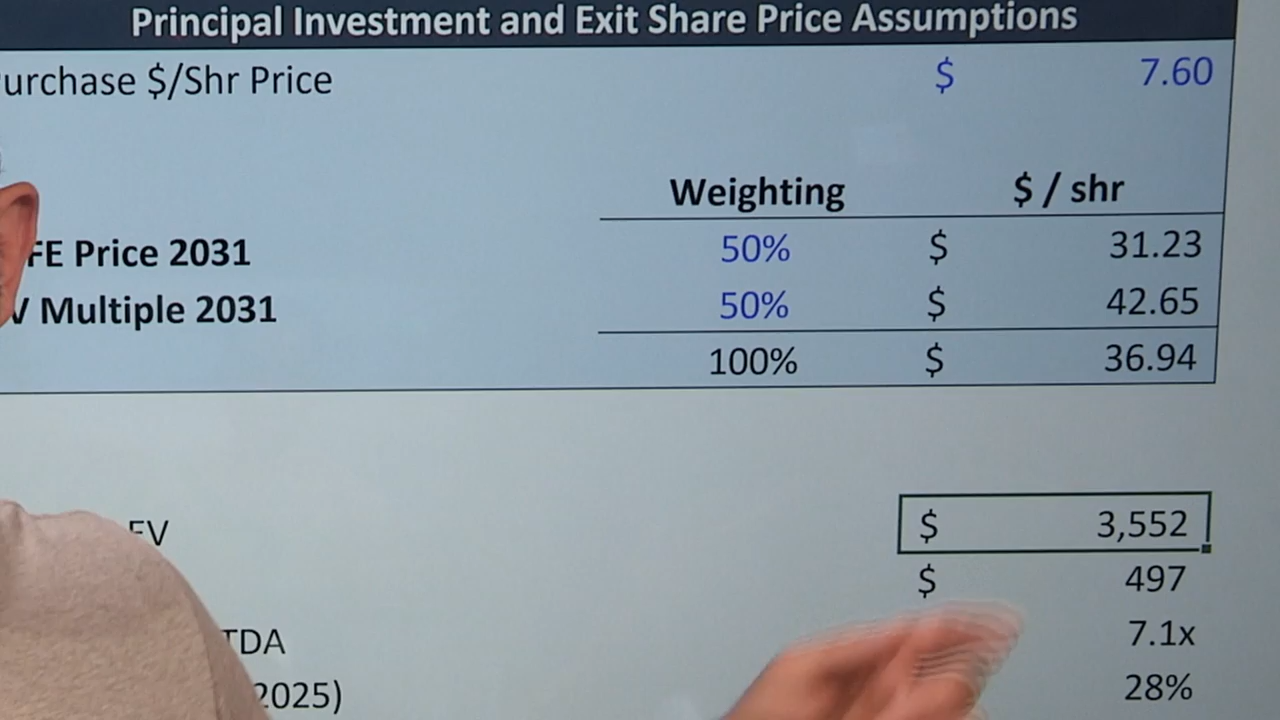 Principal Investment and Exit Share Price Assumptions
urchase $/Shr Price $ 7.60
Weighting $ / shr
FE Price 2031 50% $ 31.23
V Multiple 2031 50% $ 42.65
100% $ 36.94
EV $ 3,552
$ 497
TDA 7.1x
2025) 28%